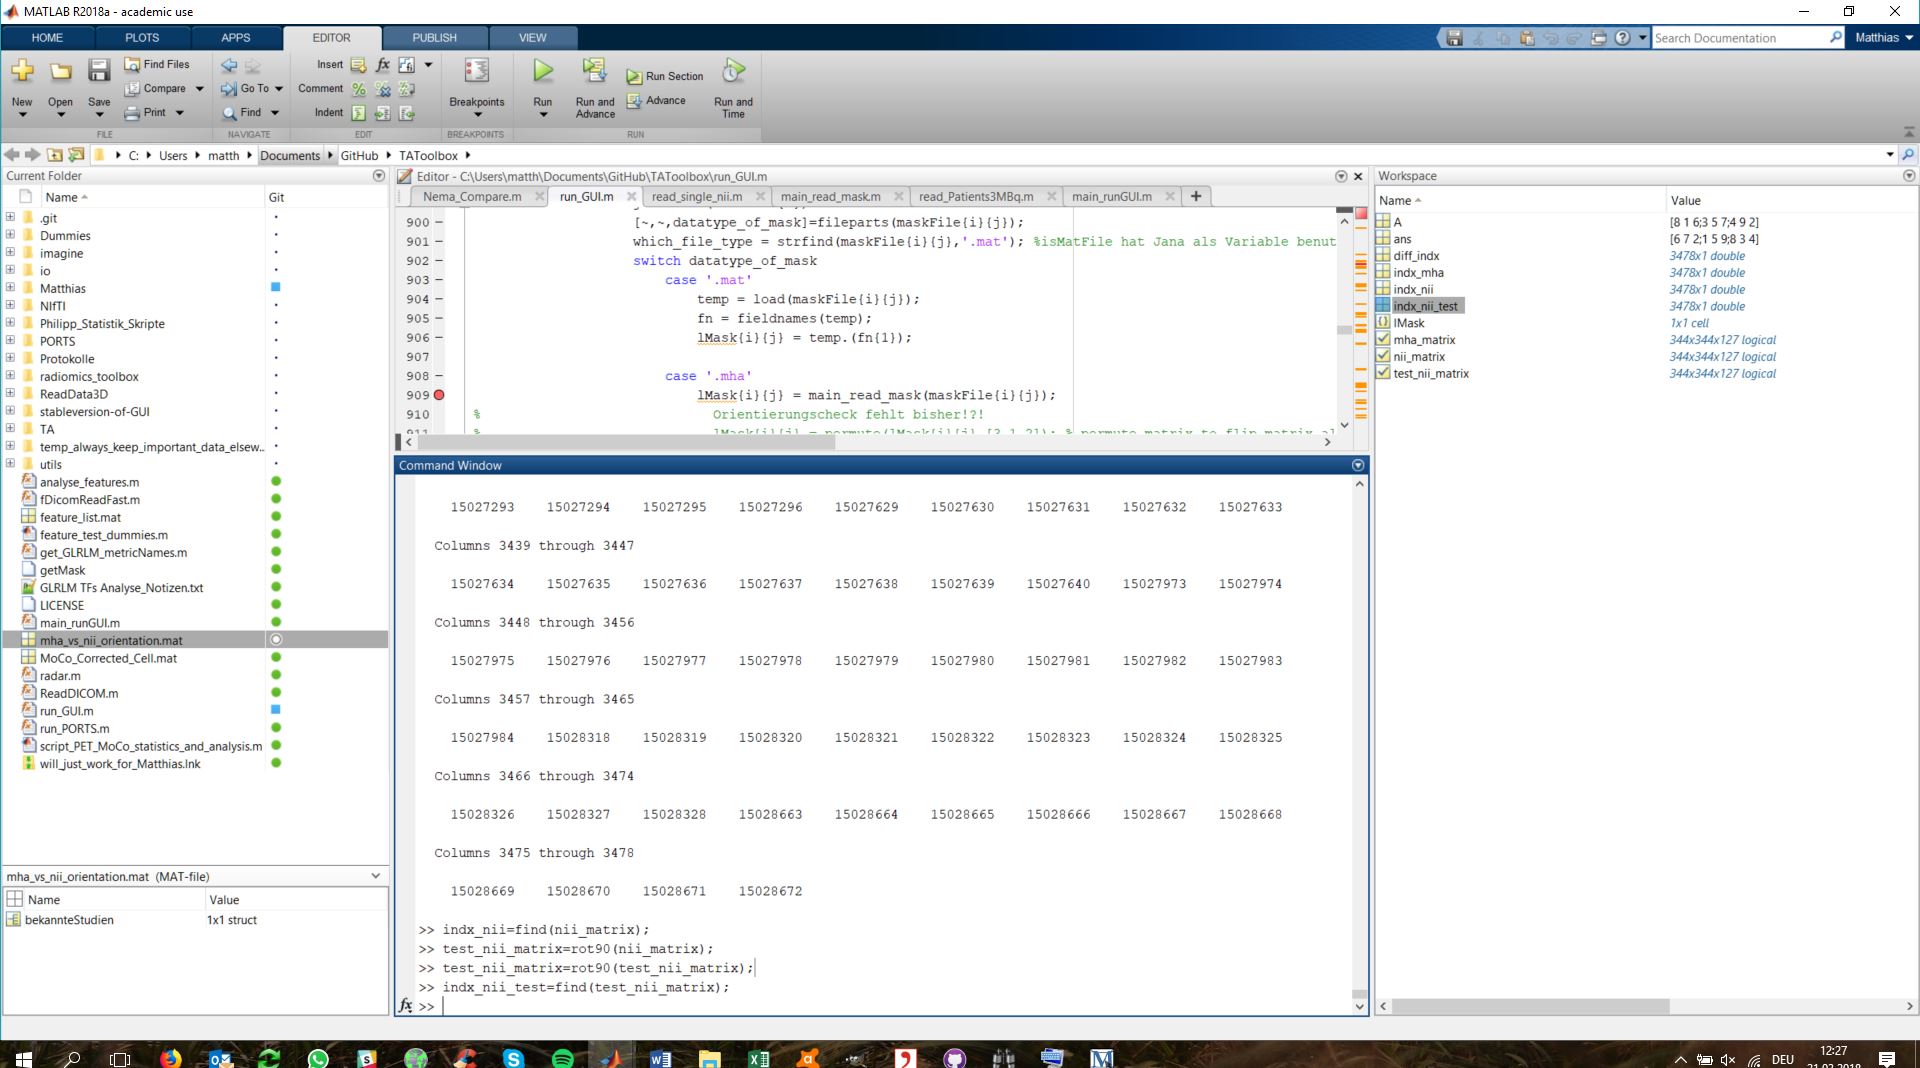 MATLAB R2018a - academic use
HOME PLOTS APPS EDITOR PUBLISH VIEW
Search Documentation
Matthias
New Open Save
Find Files
Compare
Print
FILE
Go To
Find
NAVIGATE
Insert fx
Comment
Indent
EDIT
Breakpoints
BREAKPOINTS
Run
Run and Advance
Run Section
Advance
Run and Time
RUN
C: Users matth Documents GitHub TAToolbox
Current Folder
Name Git
.git
Dummies
imagine
io
Matthias
NIfTI
Philipp_Statistik_Skripte
PORTS
Protokolle
radiomics_toolbox
ReadData3D
stableversion-of-GUI
TA
temp_always_keep_important_data_elsew...
utils
analyse_features.m
fDicomReadFast.m
feature_list.mat
feature_test_dummies.m
get_GLRLM_metricNames.m
getMask
GLRLM TFs Analyse_Notizen.txt
LICENSE
main_runGUI.m
mha_vs_nii_orientation.mat
MoCo_Corrected_Cell.mat
radar.m
ReadDICOM.m
run_GUI.m
run_PORTS.m
script_PET_MoCo_statistics_and_analysis.m
will_just_work_for_Matthias.lnk
mha_vs_nii_orientation.mat (MAT-file)
Name Value
bekannteStudien 1x1 struct
Editor - C:\Users\matth\Documents\GitHub\TAToolbox\run_GUI.m
Nema_Compare.m run_GUI.m read_single_nii.m main_read_mask.m read_Patients3MBq.m main_runGUI.m +
900 [~,~,datatype_of_mask]=fileparts(maskFile{i}{j});
901 which_file_type = strfind(maskFile{i}{j},'.mat'); %isMatFile hat Jana als Variable benut
902 switch datatype_of_mask
903 case '.mat'
904 temp = load(maskFile{i}{j});
905 fn = fieldnames(temp);
906 lMask{i}{j} = temp.(fn{1});
907
908 case '.mha'
909 lMask{i}{j} = main_read_mask(maskFile{i}{j});
910 % Orientierungscheck fehlt bisher!?!
911 % lMask{i}{j} = permute(lMask{i}{j},[3 1 2]); % permute matrix to flip matrix al
Command Window
15027293 15027294 15027295 15027296 15027629 15027630 15027631 15027632 15027633
Columns 3439 through 3447
15027634 15027635 15027636 15027637 15027638 15027639 15027640 15027973 15027974
Columns 3448 through 3456
15027975 15027976 15027977 15027978 15027979 15027980 15027981 15027982 15027983
Columns 3457 through 3465
15027984 15028318 15028319 15028320 15028321 15028322 15028323 15028324 15028325
Columns 3466 through 3474
15028326 15028327 15028328 15028663 15028664 15028665 15028666 15028667 15028668
Columns 3475 through 3478
15028669 15028670 15028671 15028672
>> indx_nii=find(nii_matrix);
>> test_nii_matrix=rot90(nii_matrix);
>> test_nii_matrix=rot90(test_nii_matrix);
>> indx_nii_test=find(test_nii_matrix);
fx >>
Workspace
Name Value
A [8 1 6;3 5 7;4 9 2]
ans [6 7 2;1 5 9;8 3 4]
diff_indx 3478x1 double
indx_mha 3478x1 double
indx_nii 3478x1 double
indx_nii_test 3478x1 double
lMask 1x1 cell
mha_matrix 344x344x127 logical
nii_matrix 344x344x127 logical
test_nii_matrix 344x344x127 logical
DEU
12:27